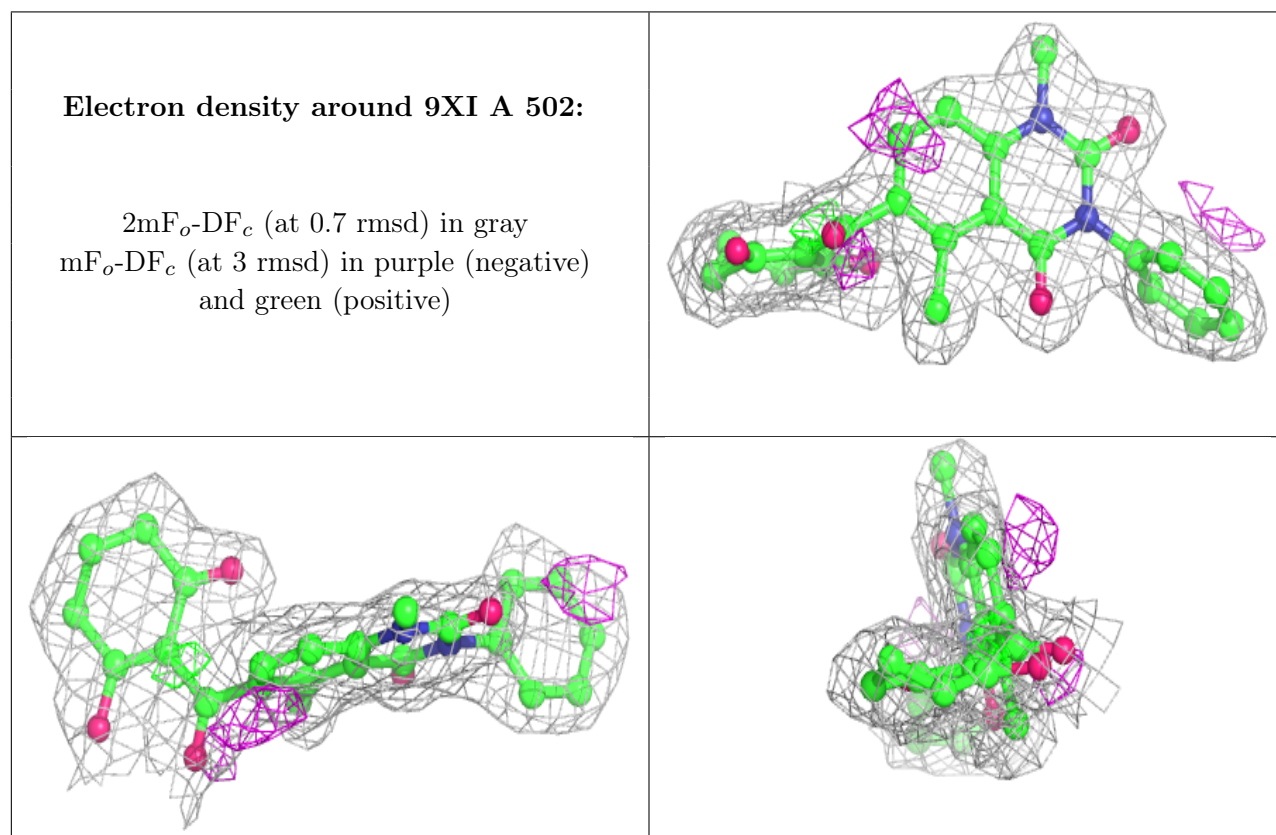 Electron density around 9XI A 502:
2mFo-DFc (at 0.7 rmsd) in gray
mFo-DFc (at 3 rmsd) in purple (negative)
and green (positive)